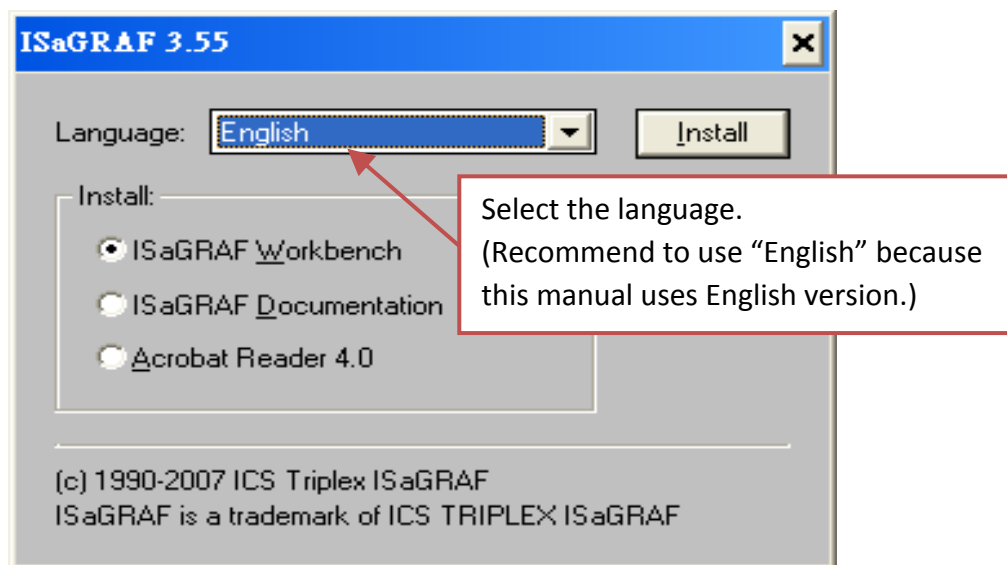 ISaGRAF 3.55
Language: English Install
Install:
Select the language.
(Recommend to use “English” because
this manual uses English version.)
ISaGRAF Workbench
ISaGRAF Documentation
Acrobat Reader 4.0
(c) 1990-2007 ICS Triplex ISaGRAF
ISaGRAF is a trademark of ICS TRIPLEX ISaGRAF